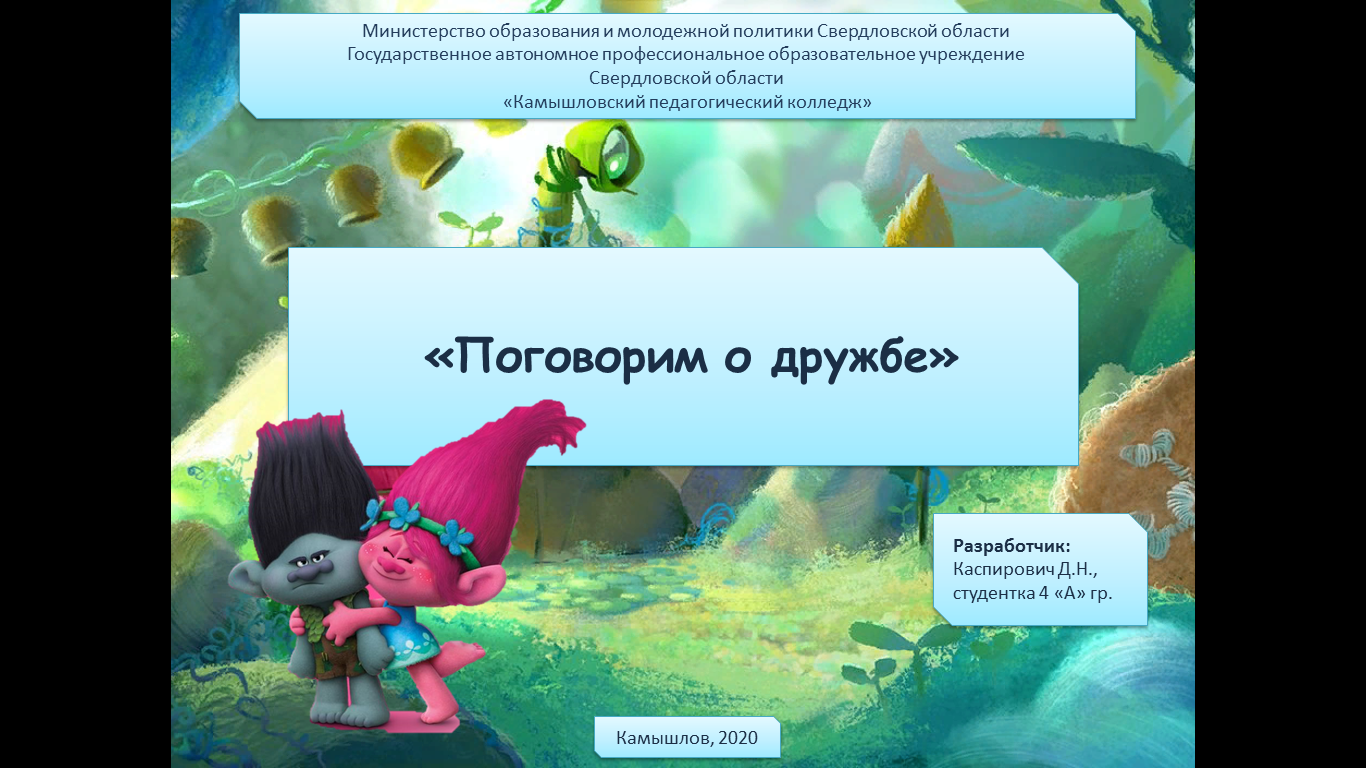 Министерство образования и молодежной политики Свердловской области
Государственное автономное профессиональное образовательное учреждение
Свердловской области
«Камышловский педагогический колледж»
«Поговорим о дружбе»
Разработчик:
Каспирович Д.Н.,
студентка 4 «А» гр.
Камышлов, 2020